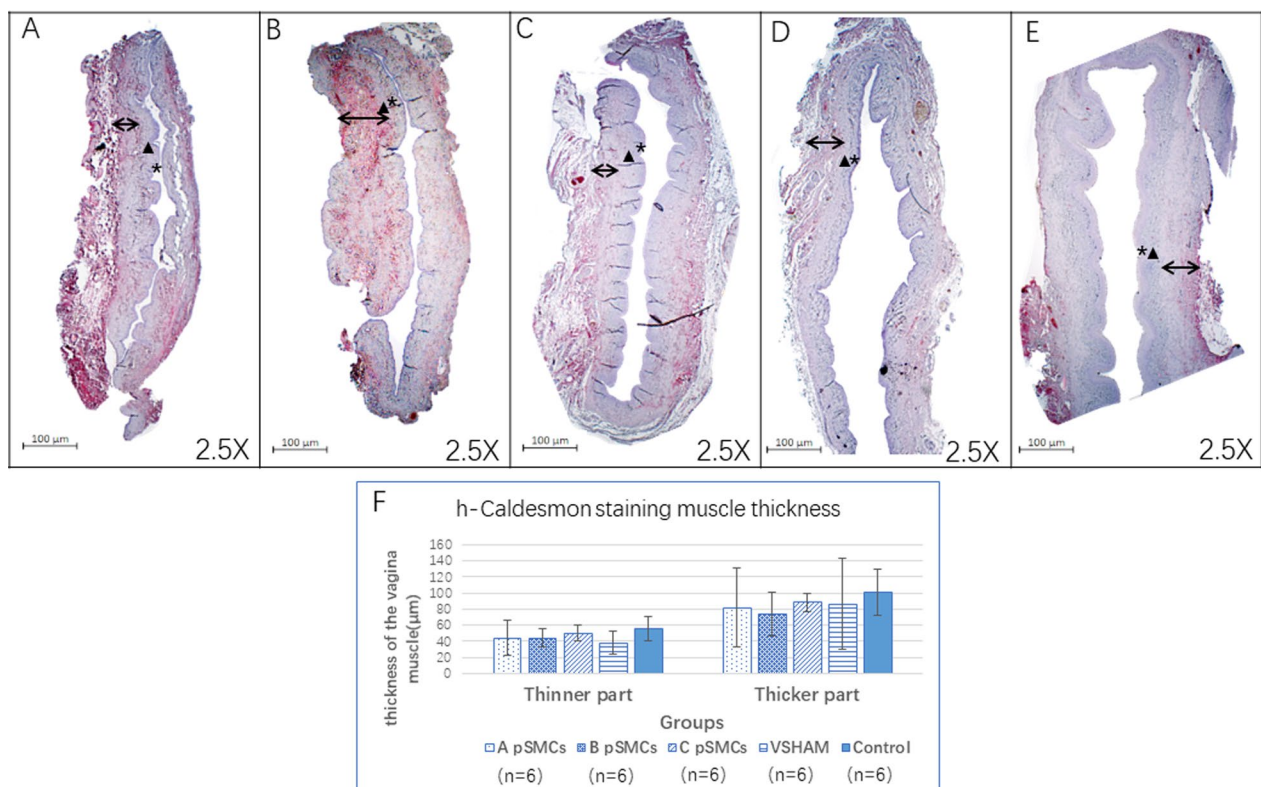 A
B
C
D
E
100 μm
2.5X
100 μm
2.5X
100 μm
2.5X
100 μm
2.5X
100 μm
2.5X
F
h-Caldesmon staining muscle thickness
thickness of the vagina
muscle(μm)
160
140
120
100
80
60
40
20
0
Thinner part Thicker part
Groups
A pSMCs B pSMCs C pSMCs VSHAM Control
(n=6) (n=6) (n=6) (n=6) (n=6)